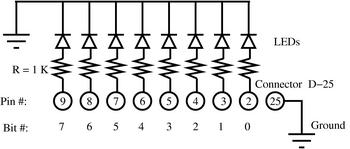 LEDs
R = 1 K
Connector D-25
Pin #: 9 8 7 6 5 4 3 2 25
Bit #: 7 6 5 4 3 2 1 0 Ground